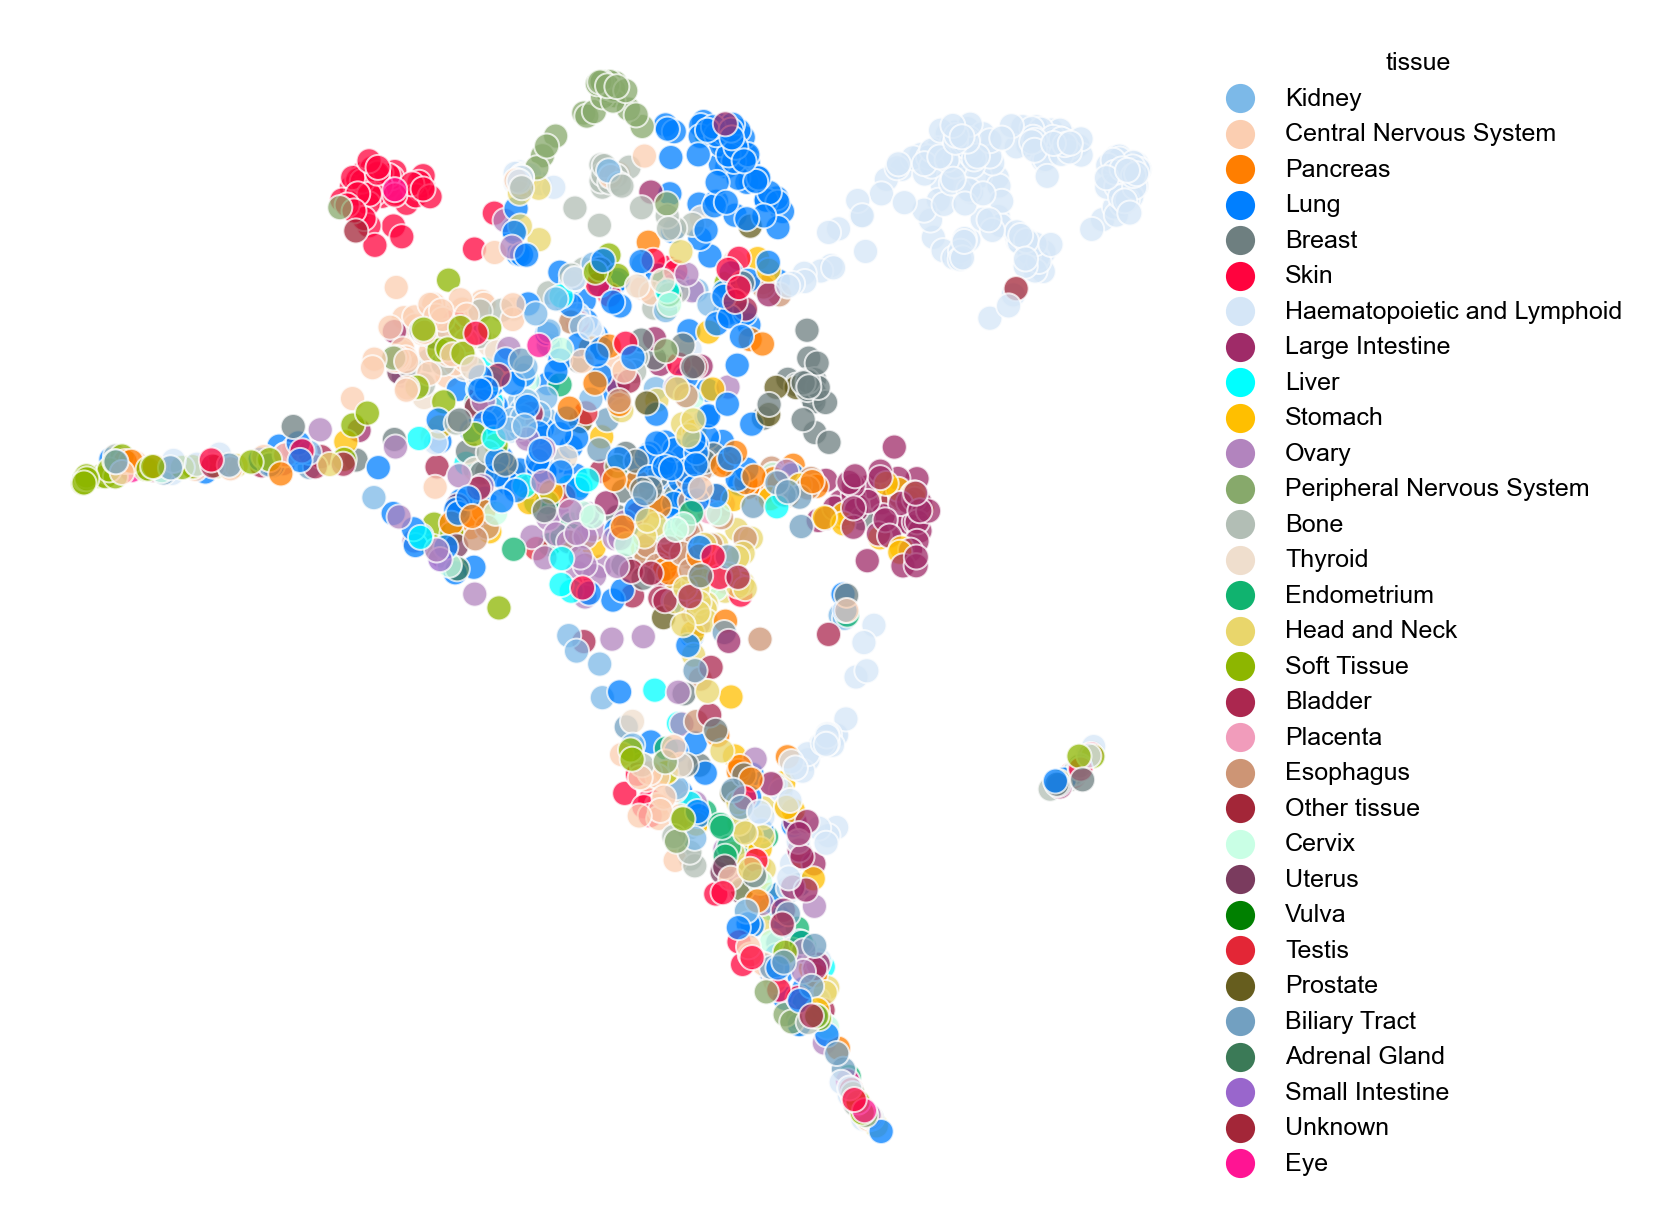 tissue
Kidney
Central Nervous System
Pancreas
Lung
Breast
Skin
Haematopoietic and Lymphoid
Large Intestine
Liver
Stomach
Ovary
Peripheral Nervous System
Bone
Thyroid
Endometrium
Head and Neck
Soft Tissue
Bladder
Placenta
Esophagus
Other tissue
Cervix
Uterus
Vulva
Testis
Prostate
Biliary Tract
Adrenal Gland
Small Intestine
Unknown
Eye